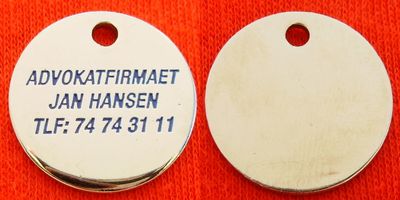 ADVOKATFIRMAET
JAN HANSEN
TLF: 74 74 31 11